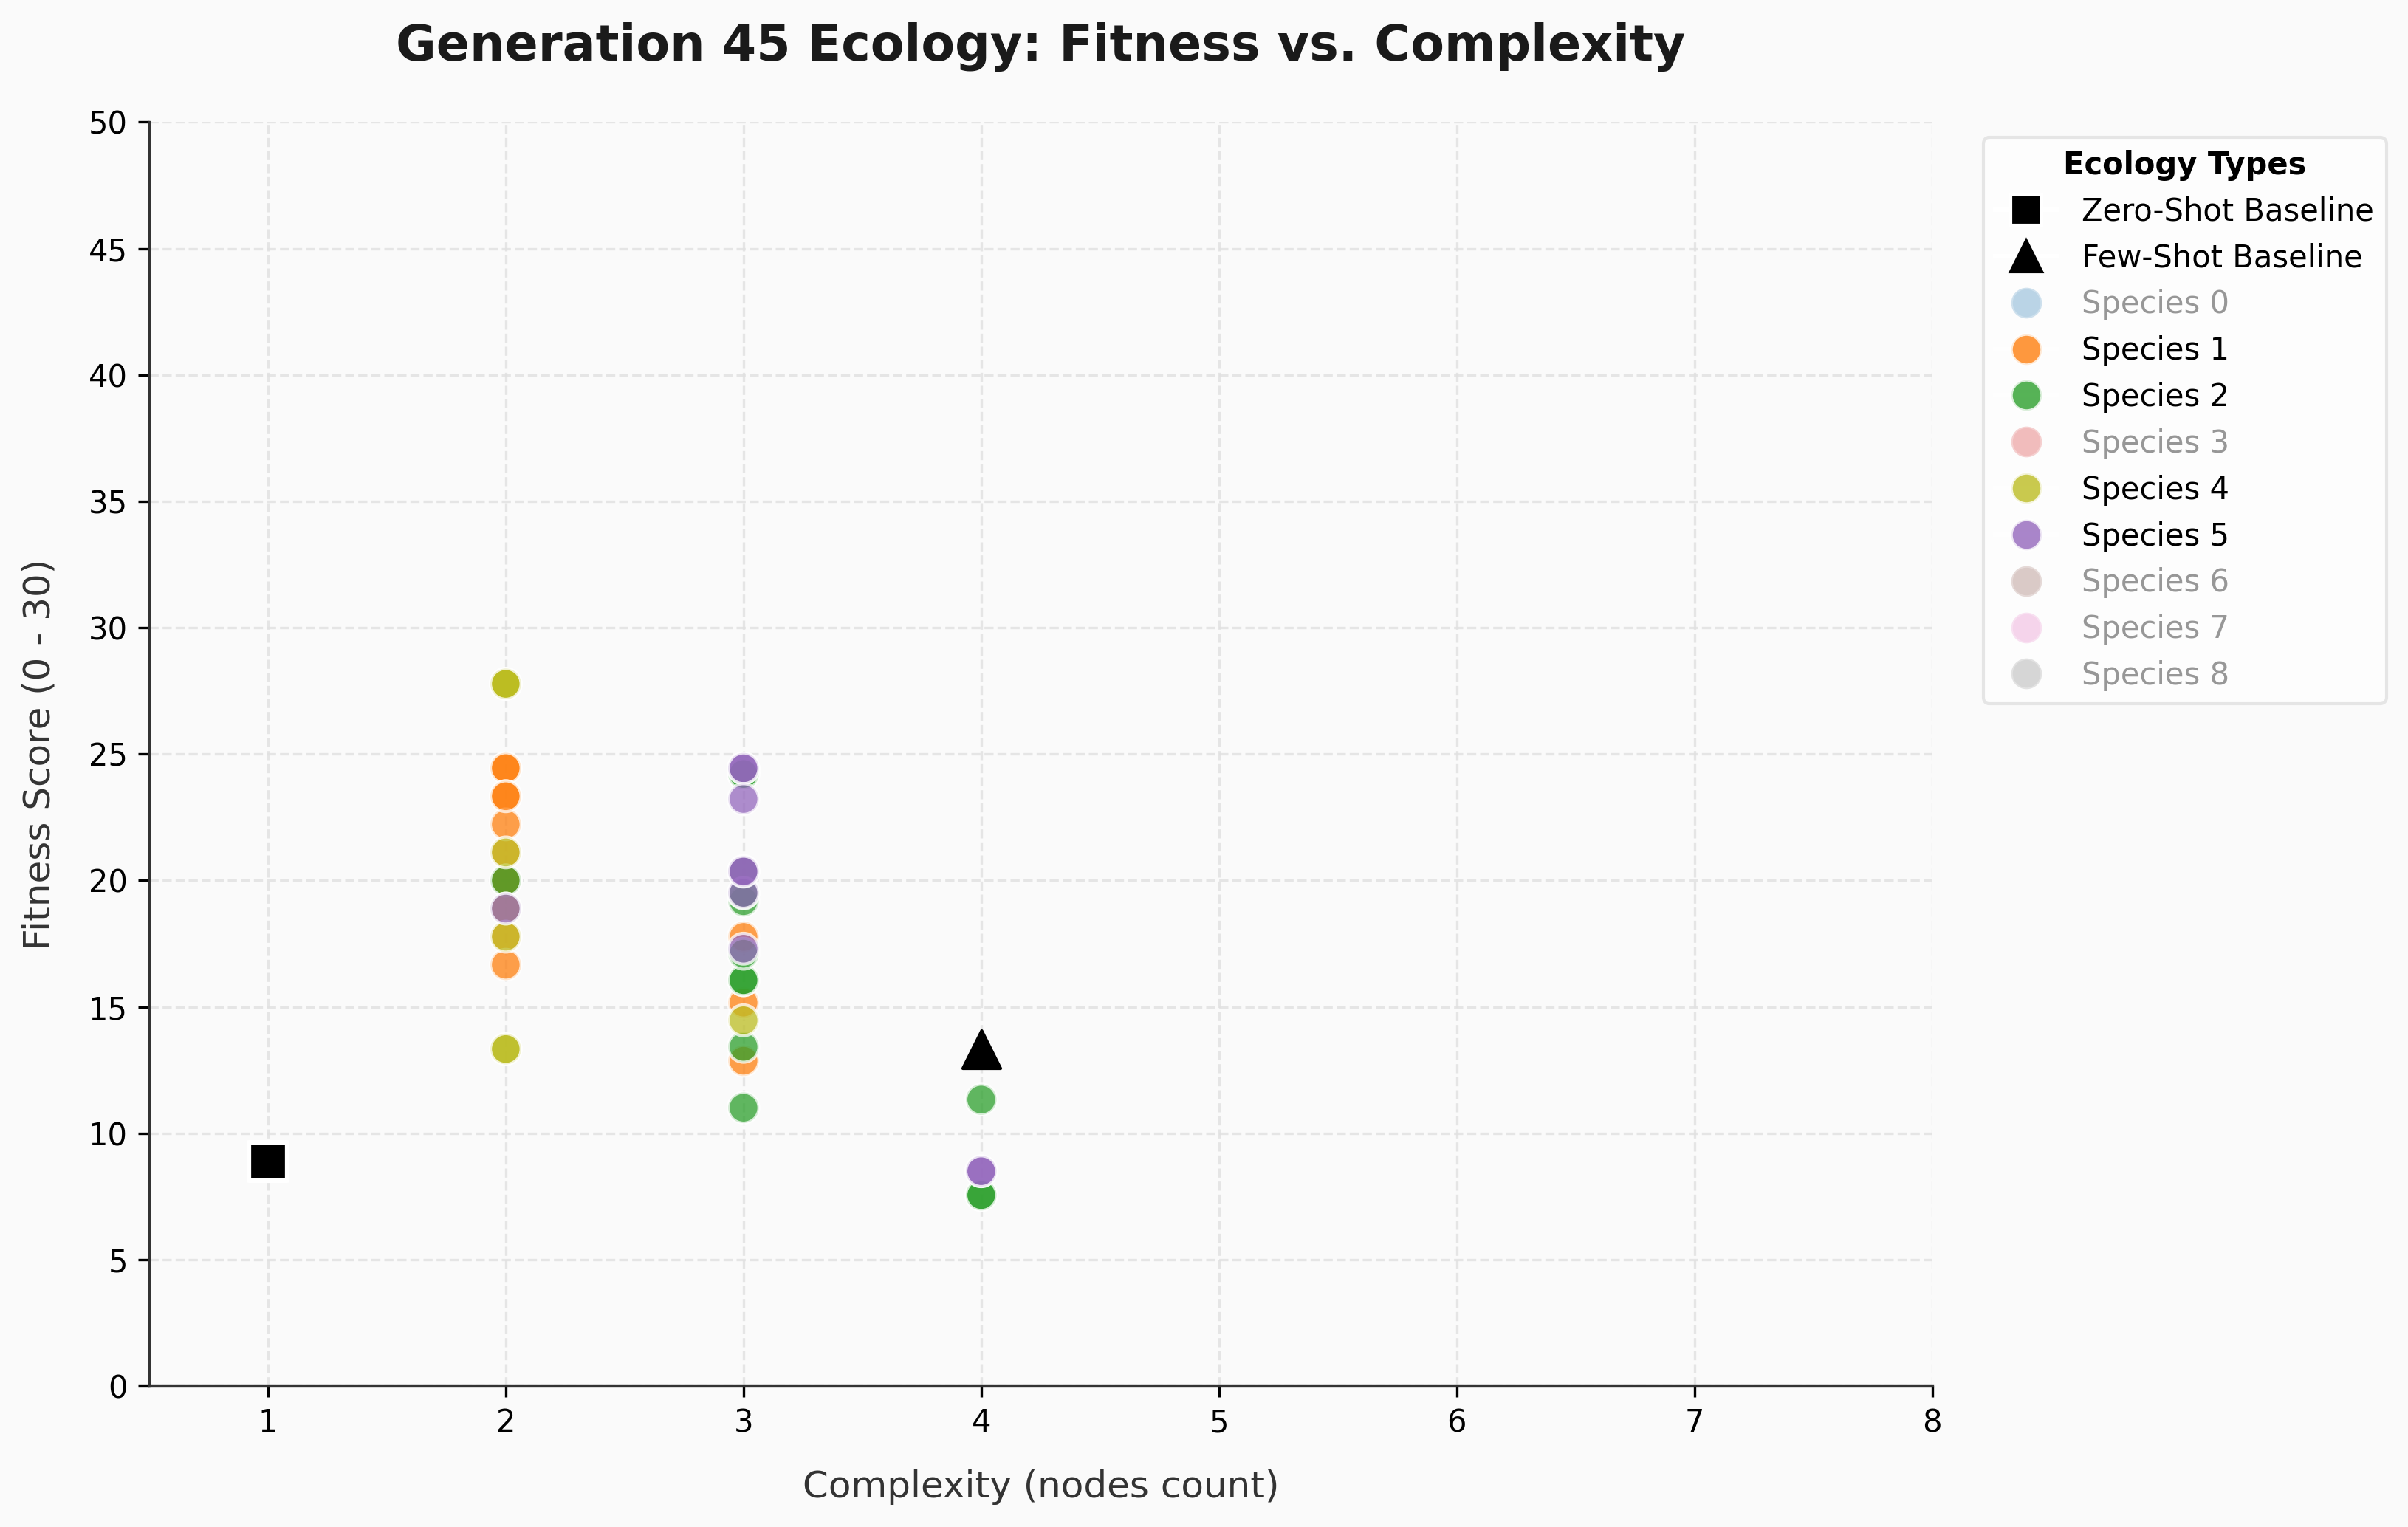 Generation 45 Ecology: Fitness vs. Complexity
50
45
40
35
30
25
20
15
10
5
0
Fitness Score (0 - 30)
1 2 3 4 5 6 7 8
Complexity (nodes count)
Ecology Types
Zero-Shot Baseline
Few-Shot Baseline
Species 0
Species 1
Species 2
Species 3
Species 4
Species 5
Species 6
Species 7
Species 8